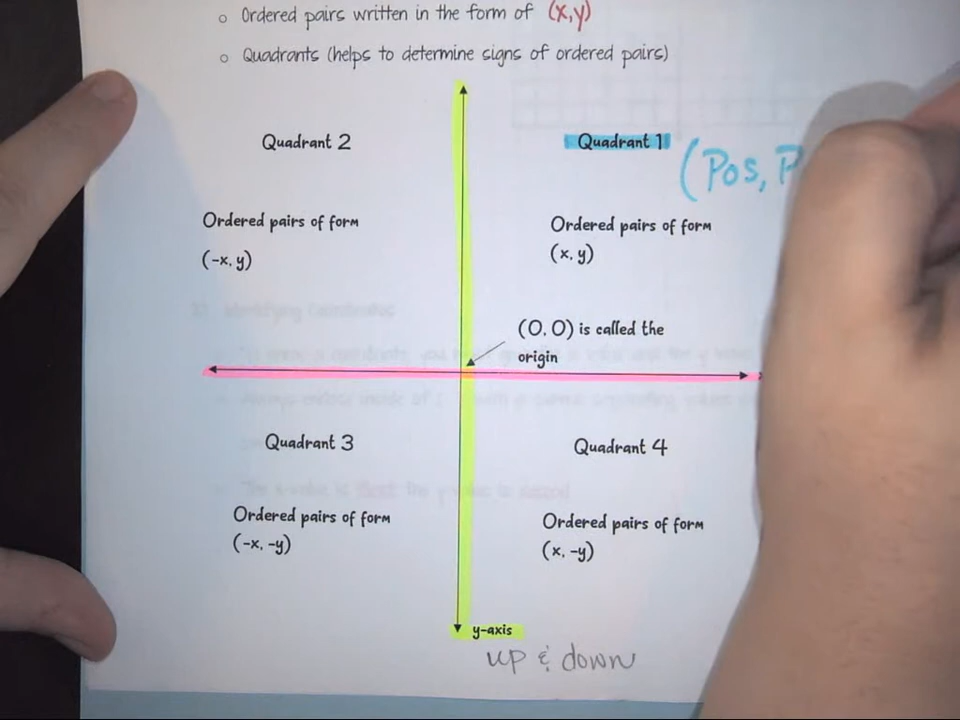 ○ Ordered pairs written in the form of (x,y)
○ Quadrants (helps to determine signs of ordered pairs)
Quadrant 2
Quadrant 1
(Pos, P
Ordered pairs of form
(-x, y)
Ordered pairs of form
(x, y)
(0, 0) is called the
origin
Quadrant 3
Quadrant 4
Ordered pairs of form
(-x, -y)
Ordered pairs of form
(x, -y)
y-axis
up & down